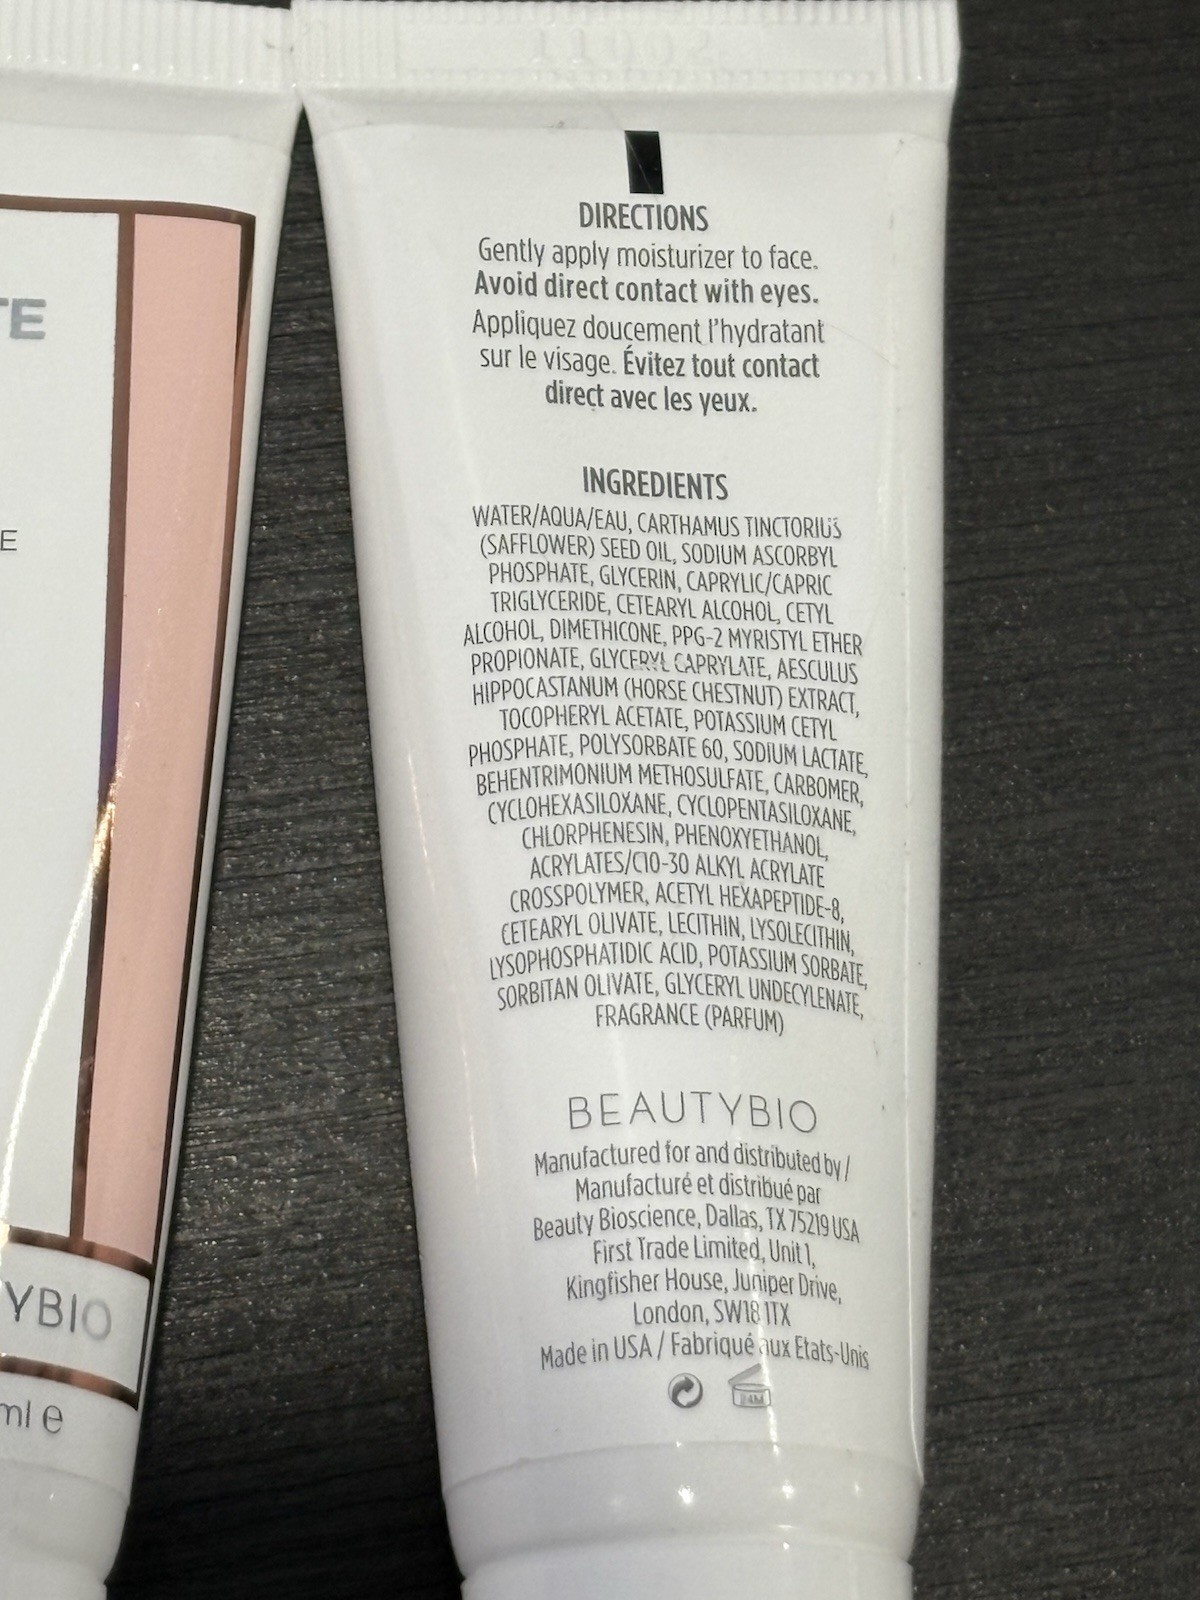 11002
TE
E
YBIO
ml e
DIRECTIONS
Gently apply moisturizer to face.
Avoid direct contact with eyes.
Appliquez doucement l'hydratant
sur le visage. Évitez tout contact
direct avec les yeux.
INGREDIENTS
WATER/AQUA/EAU, CARTHAMUS TINCTORIUS
(SAFFLOWER) SEED OIL, SODIUM ASCORBYL
PHOSPHATE, GLYCERIN, CAPRYLIC/CAPRIC
TRIGLYCERIDE, CETEARYL ALCOHOL, CETYL
ALCOHOL, DIMETHICONE, PPG-2 MYRISTYL ETHER
PROPIONATE, GLYCERYL CAPRYLATE, AESCULUS
HIPPOCASTANUM (HORSE CHESTNUT) EXTRACT,
TOCOPHERYL ACETATE, POTASSIUM CETYL
PHOSPHATE, POLYSORBATE 60, SODIUM LACTATE,
BEHENTRIMONIUM METHOSULFATE, CARBOMER,
CYCLOHEXASILOXANE, CYCLOPENTASILOXANE,
CHLORPHENESIN, PHENOXYETHANOL,
ACRYLATES/C10-30 ALKYL ACRYLATE
CROSSPOLYMER, ACETYL HEXAPEPTIDE-8,
CETEARYL OLIVATE, LECITHIN, LYSOLECITHIN,
LYSOPHOSPHATIDIC ACID, POTASSIUM SORBATE,
SORBITAN OLIVATE, GLYCERYL UNDECYLENATE,
FRAGRANCE (PARFUM)
BEAUTYBIO
Manufactured for and distributed by /
Manufacturé et distribué par
Beauty Bioscience, Dallas, TX 75219 USA
First Trade Limited, Unit 1,
Kingfisher House, Juniper Drive,
London, SW18 1TX
Made in USA / Fabriqué aux Etats-Unis
24M